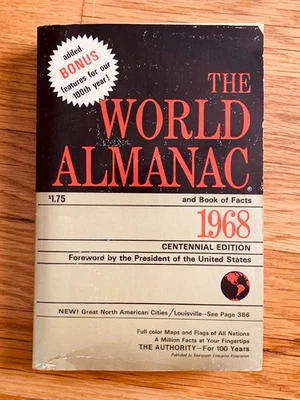 added
BONUS
features for our
100th year!
THE
WORLD
ALMANAC®
$1.75
and Book of Facts
1968
CENTENNIAL EDITION
Foreword by the President of the United States
NEW! Great North American Cities / Louisville—See Page 386
Full color Maps and Flags of All Nations
A Million Facts at Your Fingertips
THE AUTHORITY—For 100 Years
Published by Newspaper Enterprise Association